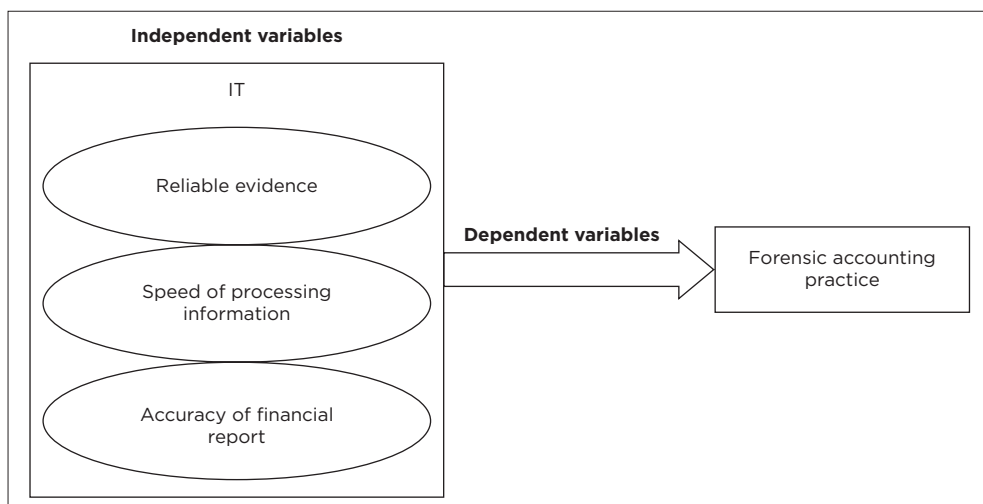 Independent variables
IT
Reliable evidence
Speed of processing
information
Accuracy of financial
report
Dependent variables
Forensic accounting
practice